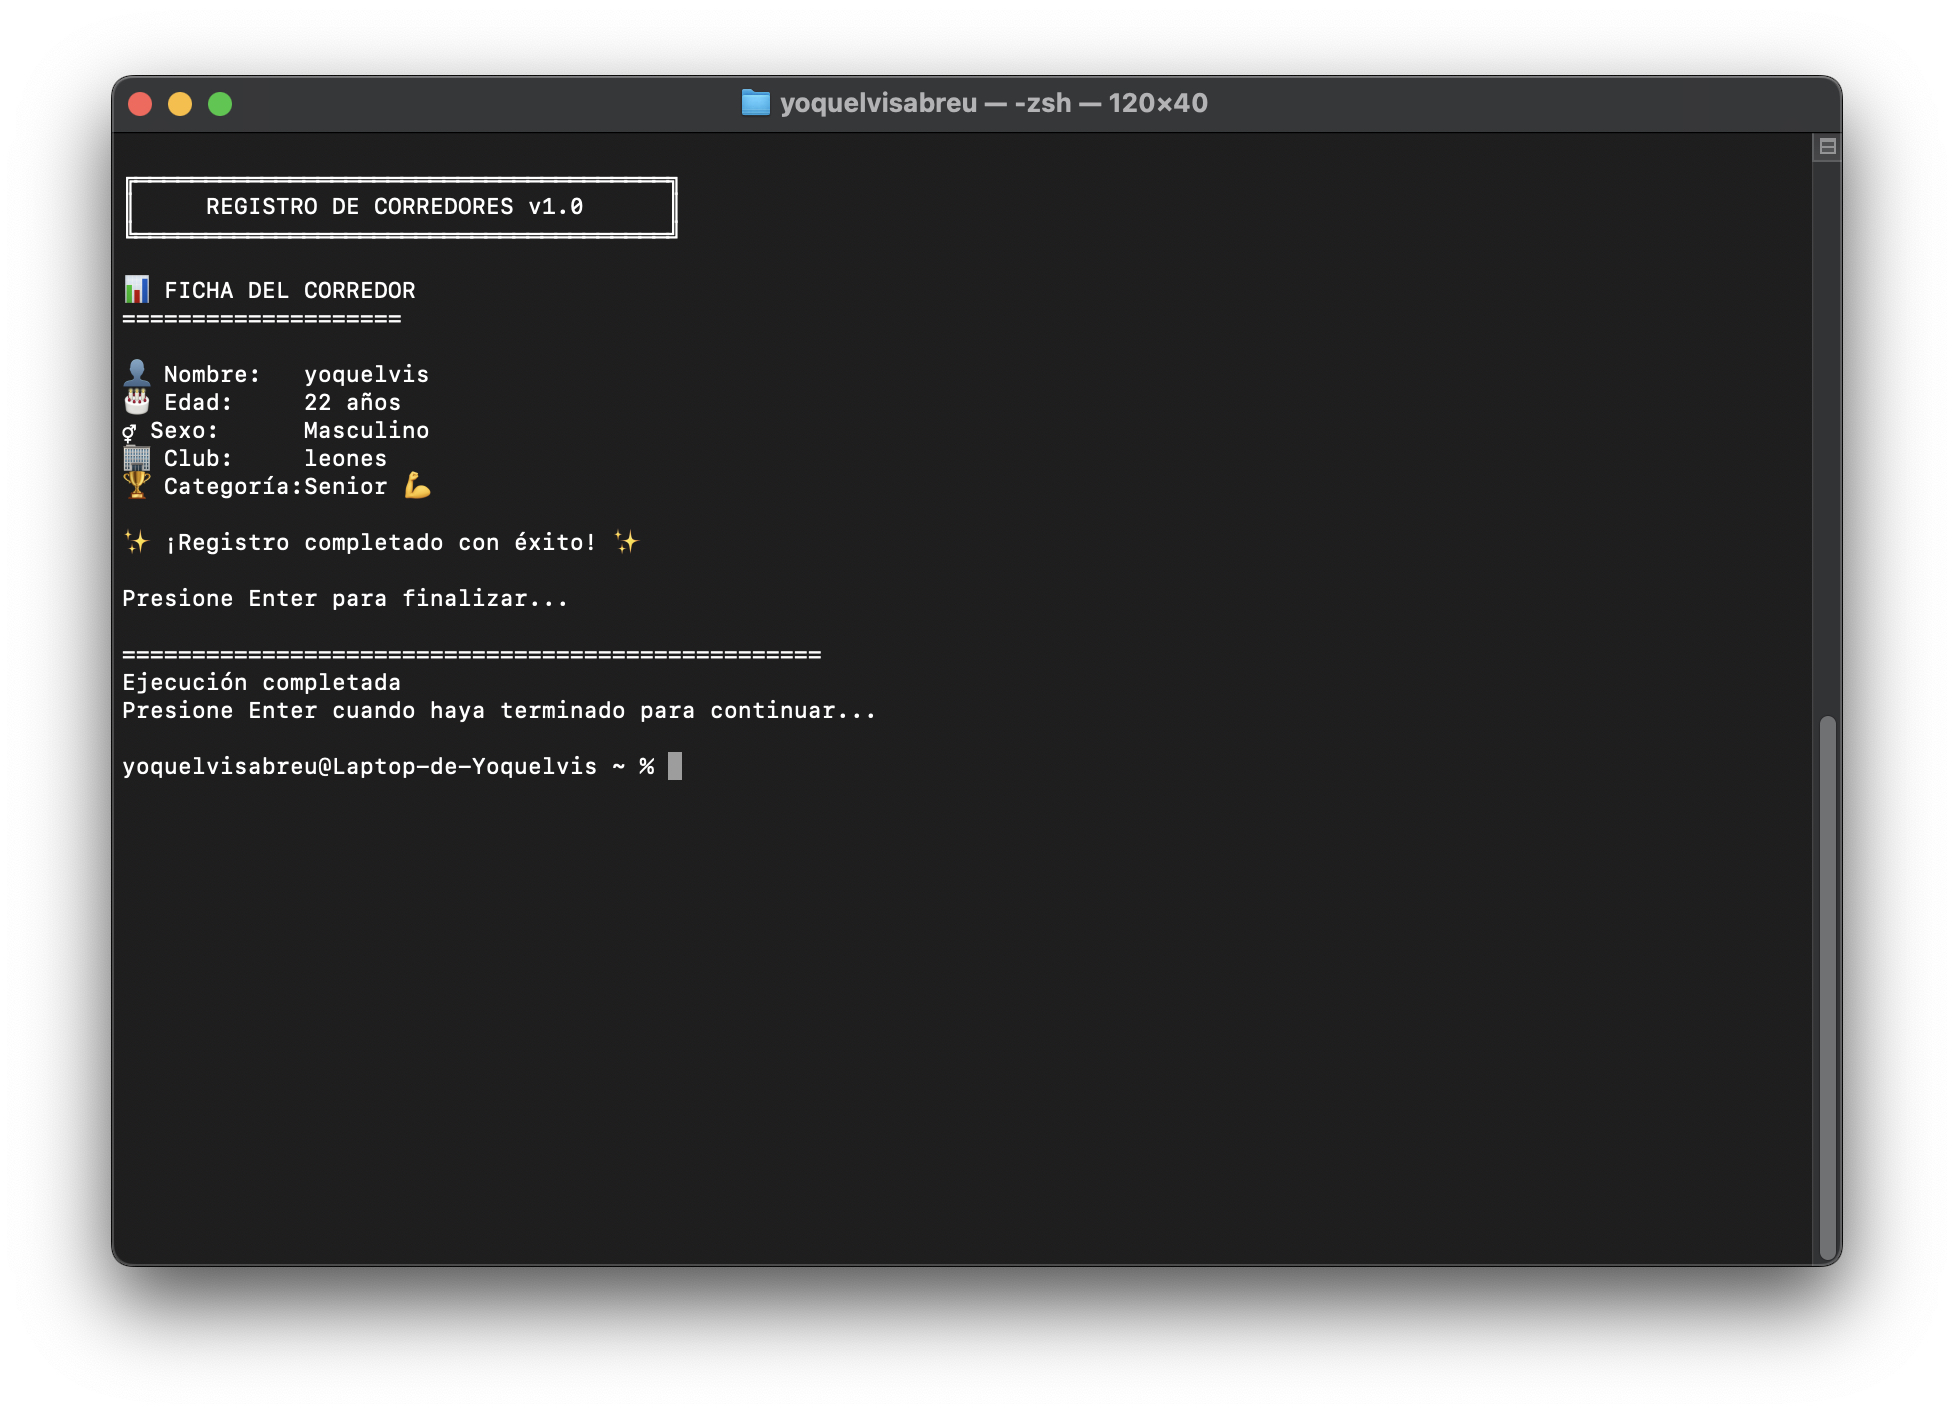 yoquelvisabreu — -zsh — 120×40
REGISTRO DE CORREDORES v1.0
📊 FICHA DEL CORREDOR
====================
👤 Nombre:   yoquelvis
🎂 Edad:     22 años
⚥ Sexo:      Masculino
🏢 Club:     leones
🏆 Categoría:Senior 💪
✨ ¡Registro completado con éxito! ✨
Presione Enter para finalizar...
==================================================
Ejecución completada
Presione Enter cuando haya terminado para continuar...
yoquelvisabreu@Laptop-de-Yoquelvis ~ %